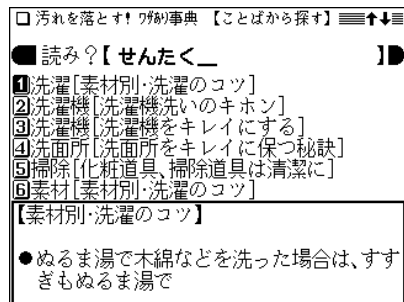 汚れを落とす! ワザあり事典 【ことばから探す】
読み?【せんたく_ 】
1洗濯[素材別・洗濯のコツ]
2洗濯機[洗濯機洗いのキホン]
3洗濯機[洗濯機をキレイにする]
4洗面所[洗面所をキレイに保つ秘訣]
5掃除[化粧道具、掃除道具は清潔に]
6素材[素材別・洗濯のコツ]
【素材別・洗濯のコツ】
●ぬるま湯で木綿などを洗った場合は、すす
ぎもぬるま湯で